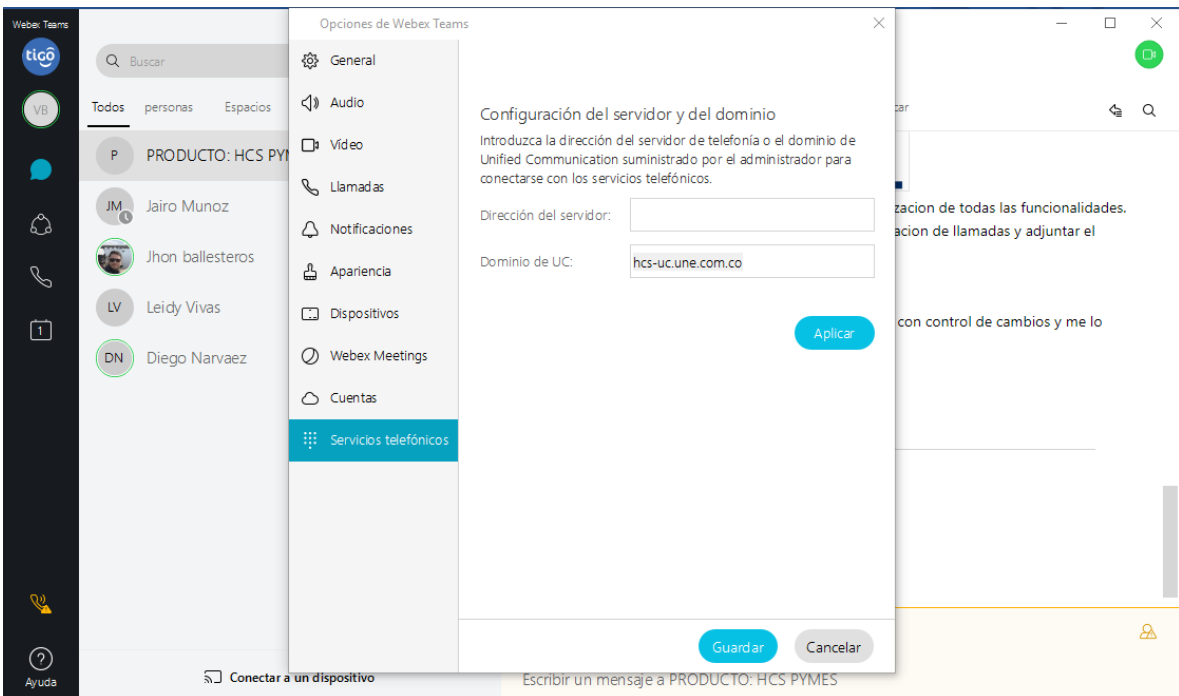 Webex Teams
tigô
VB
Ayuda
Buscar
Todos personas Espacios
P PRODUCTO: HCS PYM
JM Jairo Munoz
Jhon ballesteros
LV Leidy Vivas
DN Diego Narvaez
1
Conectar a un dispositivo
Opciones de Webex Teams
General
Audio
Vídeo
Llamadas
Notificaciones
Apariencia
Dispositivos
Webex Meetings
Cuentas
Servicios telefónicos
Configuración del servidor y del dominio
Introduzca la dirección del servidor de telefonía o el dominio de
Unified Communication suministrado por el administrador para
conectarse con los servicios telefónicos.
Dirección del servidor:
Dominio de UC: hcs-uc.une.com.co
Aplicar
Guardar Cancelar
car
zacion de todas las funcionalidades.
acion de llamadas y adjuntar el
con control de cambios y me lo
Escribir un mensaje a PRODUCTO: HCS PYMES